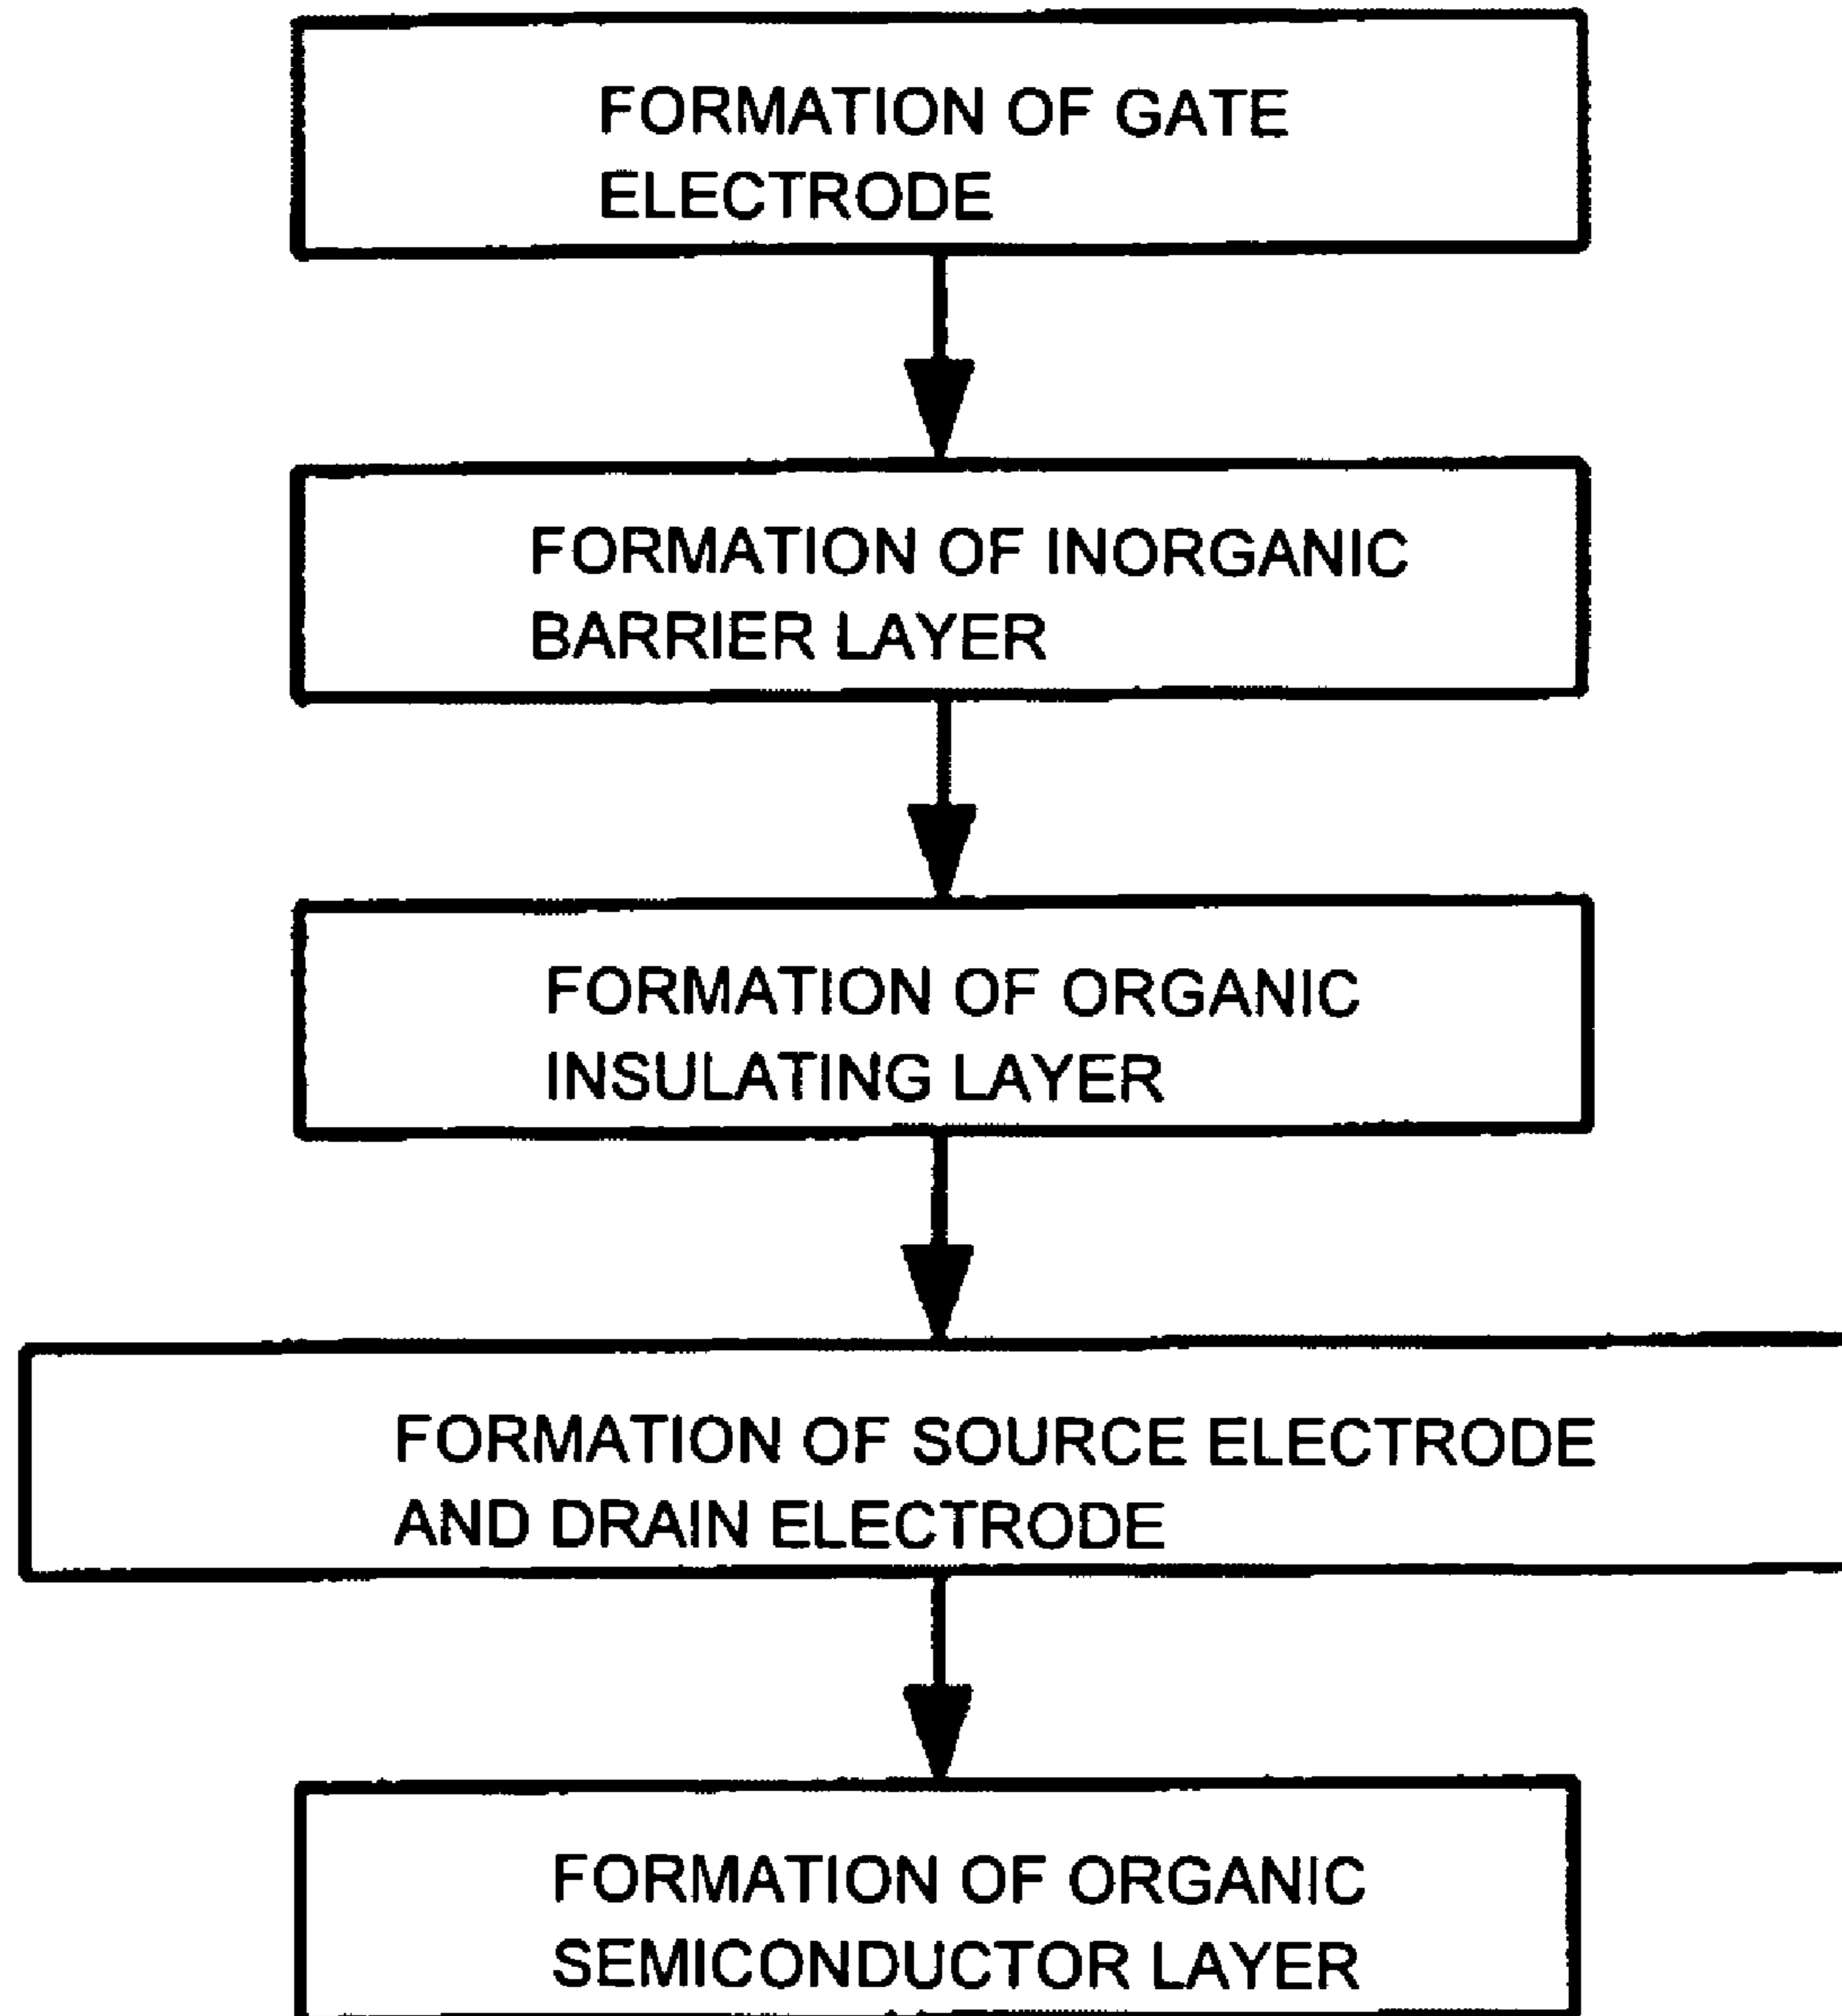 FORMATION OF GATE
ELECTRODE
FORMATION OF INORGANIC
BARRIER LAYER
FORMATION OF ORGANIC
INSULATING LAYER
FORMATION OF SOURCE ELECTRODE
AND DRAIN ELECTRODE
FORMATION OF ORGANIC
SEMICONDUCTOR LAYER